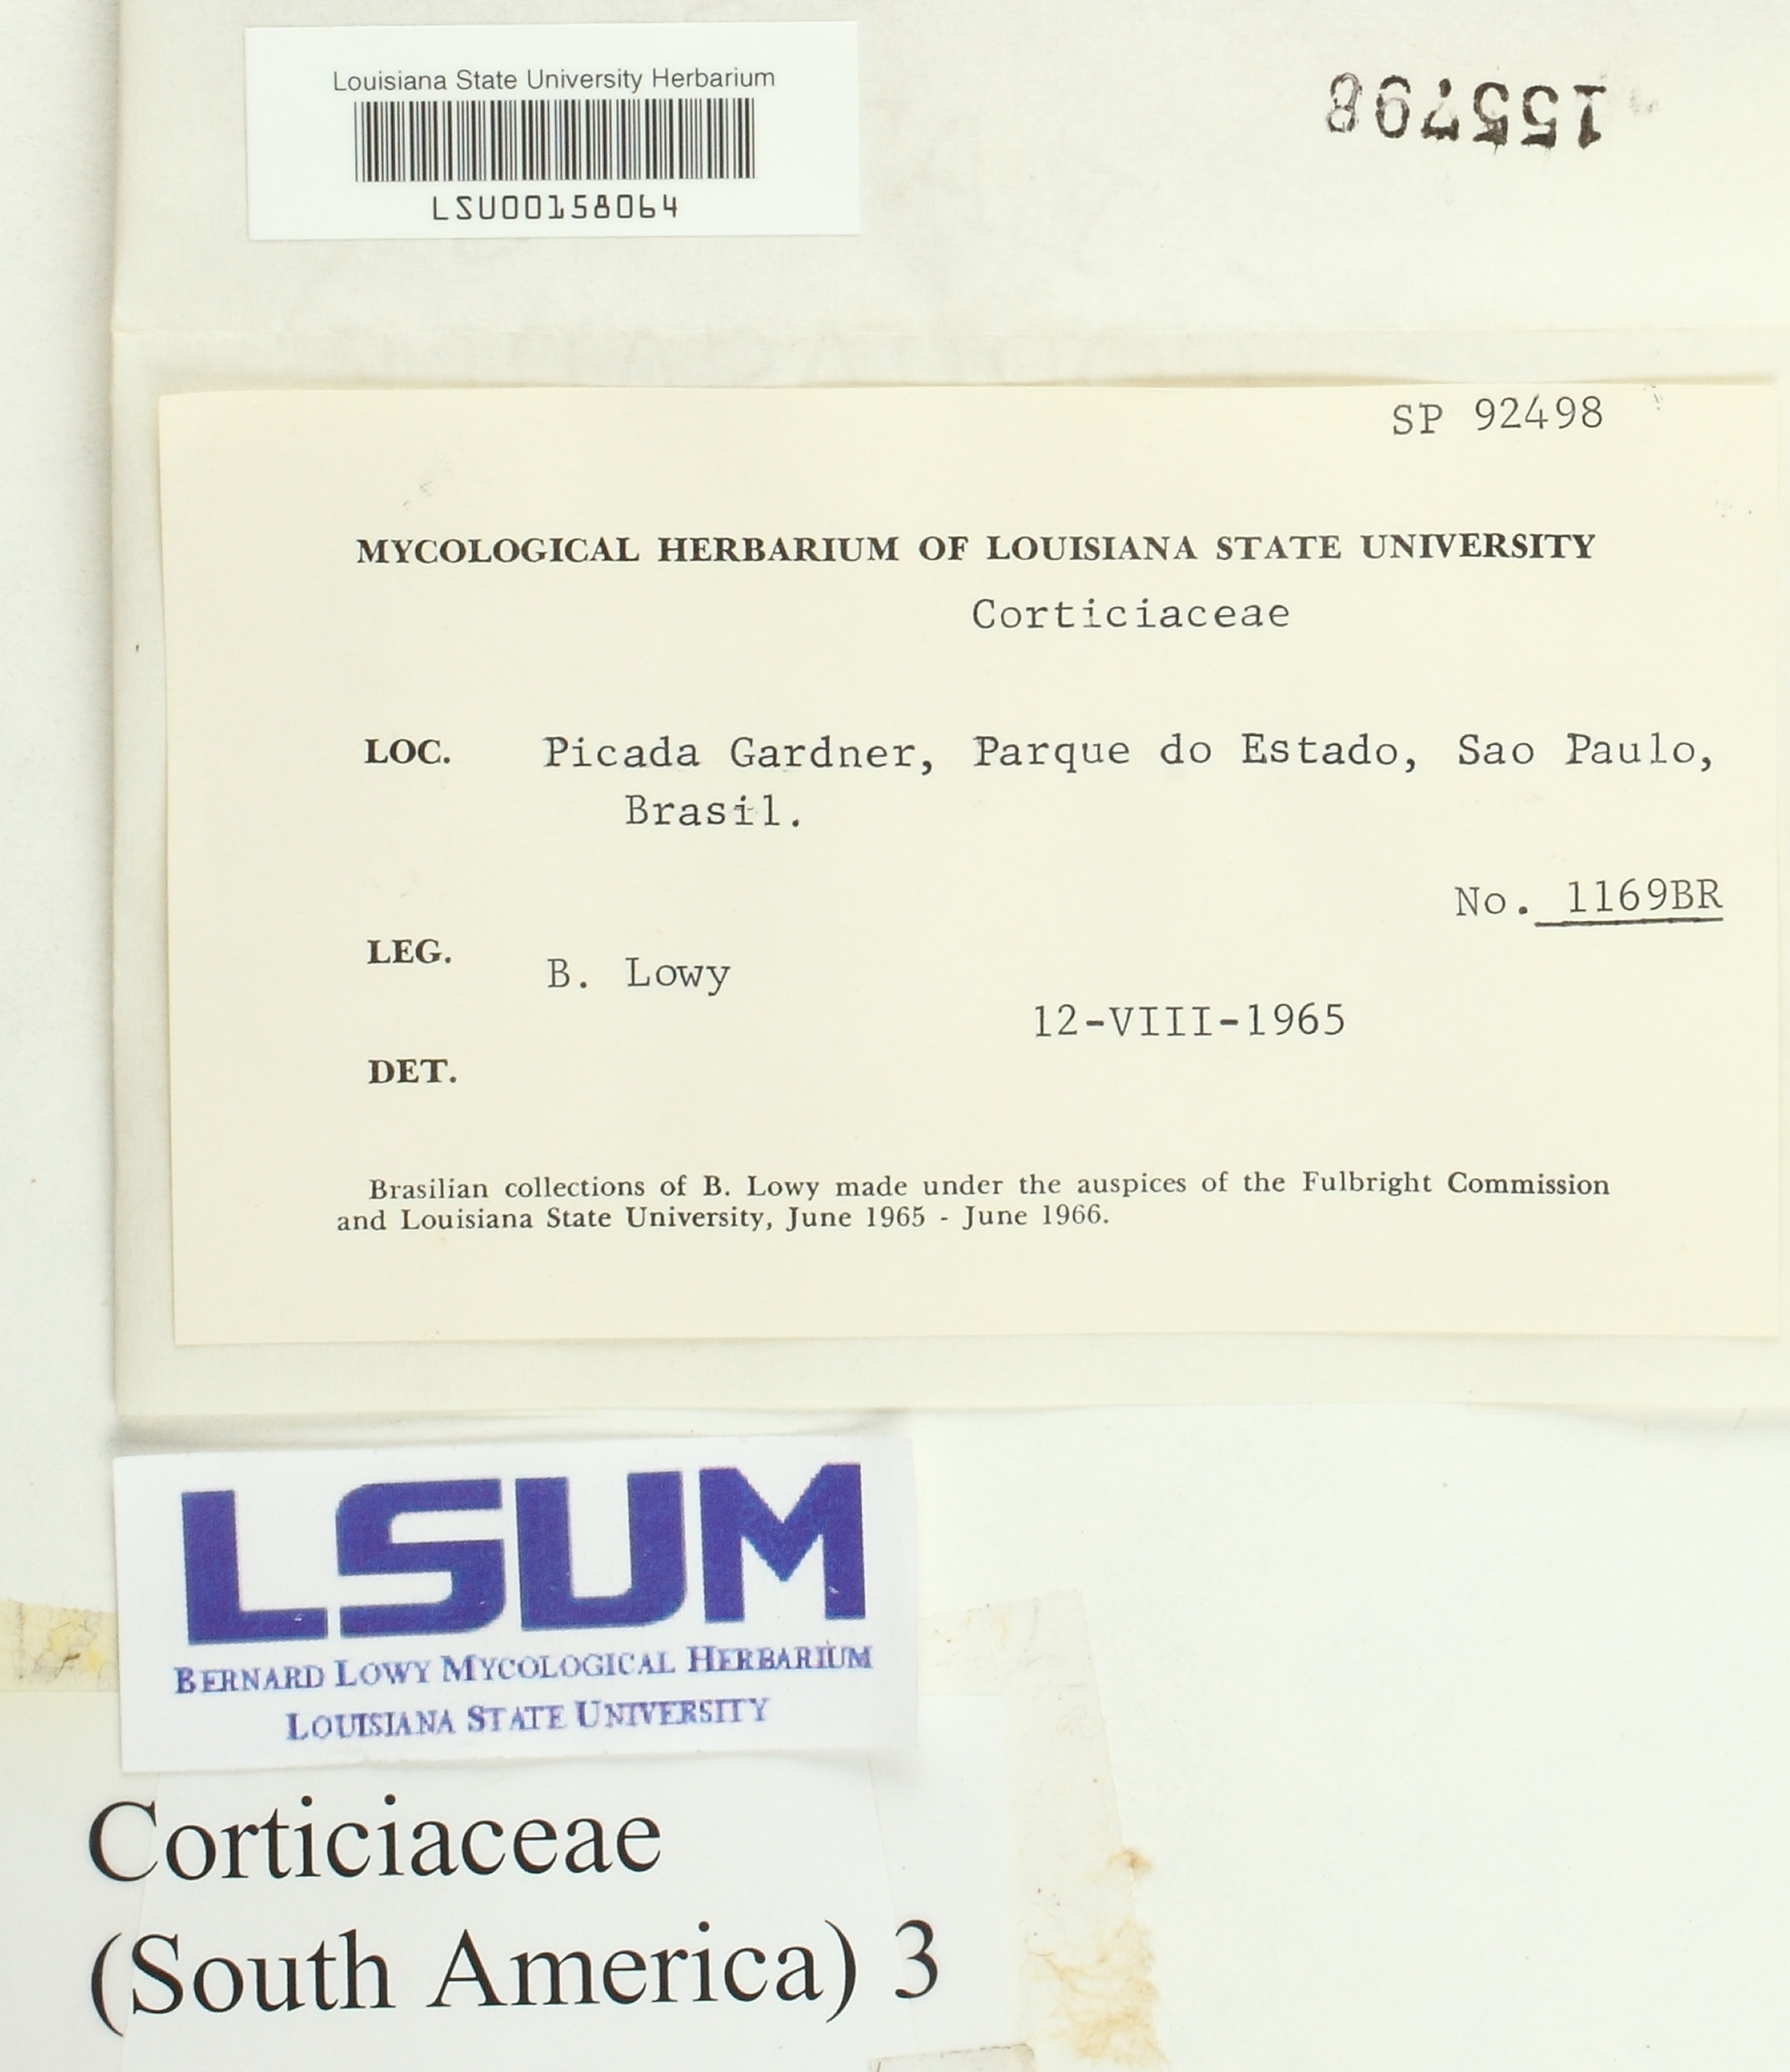 Louisiana State University Herbarium
LSU00158064
155798
SP 92498
MYCOLOGICAL HERBARIUM OF LOUISIANA STATE UNIVERSITY
Corticiaceae
LOC. Picada Gardner, Parque do Estado, Sao Paulo,
Brasil.
No. 1169BR
LEG. B. Lowy
12-VIII-1965
DET.
Brasilian collections of B. Lowy made under the auspices of the Fulbright Commission
and Louisiana State University, June 1965 - June 1966.
LSUM
BERNARD LOWY MYCOLOGICAL HERBARIUM
LOUISIANA STATE UNIVERSITY
Corticiaceae
(South America) 3